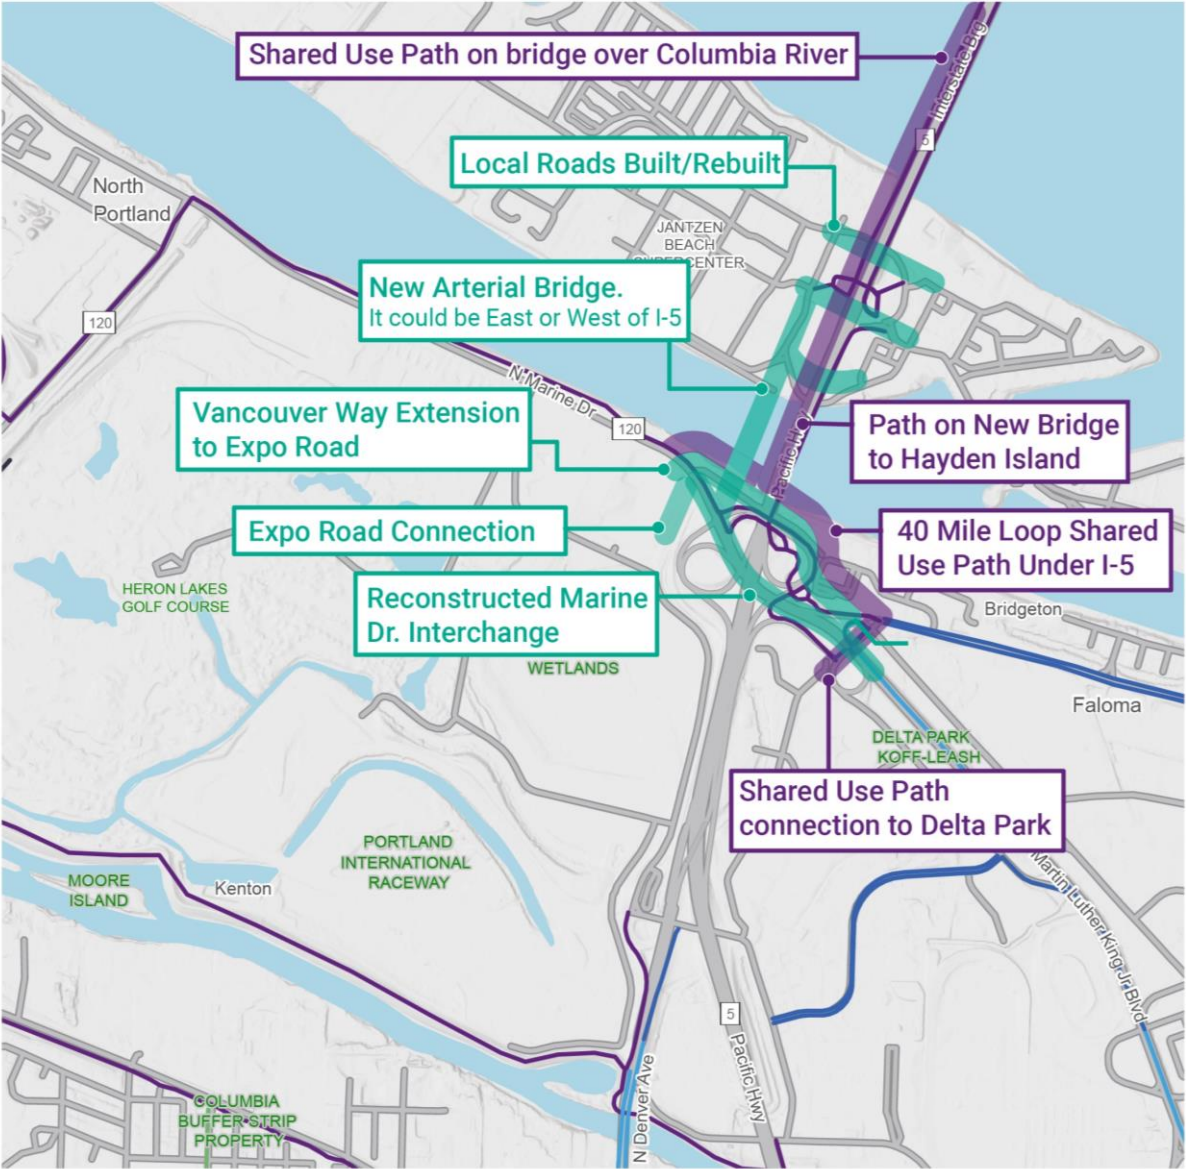 Shared Use Path on bridge over Columbia River
Interstate Brg
5
Local Roads Built/Rebuilt
North
Portland
JANTZEN
BEACH
SUPERCENTER
New Arterial Bridge.
It could be East or West of I-5
120
N Marine Dr
120
Vancouver Way Extension
to Expo Road
Pacific Hwy
Path on New Bridge
to Hayden Island
Expo Road Connection
40 Mile Loop Shared
Use Path Under I-5
HERON LAKES
GOLF COURSE
Reconstructed Marine
Dr. Interchange
Bridgeton
WETLANDS
Faloma
DELTA PARK
KOFF-LEASH
Shared Use Path
connection to Delta Park
PORTLAND
INTERNATIONAL
RACEWAY
MOORE
ISLAND
Kenton
Martin Luther King Jr Blvd
5
Pacific Hwy
N Denver Ave
COLUMBIA
BUFFER STRIP
PROPERTY